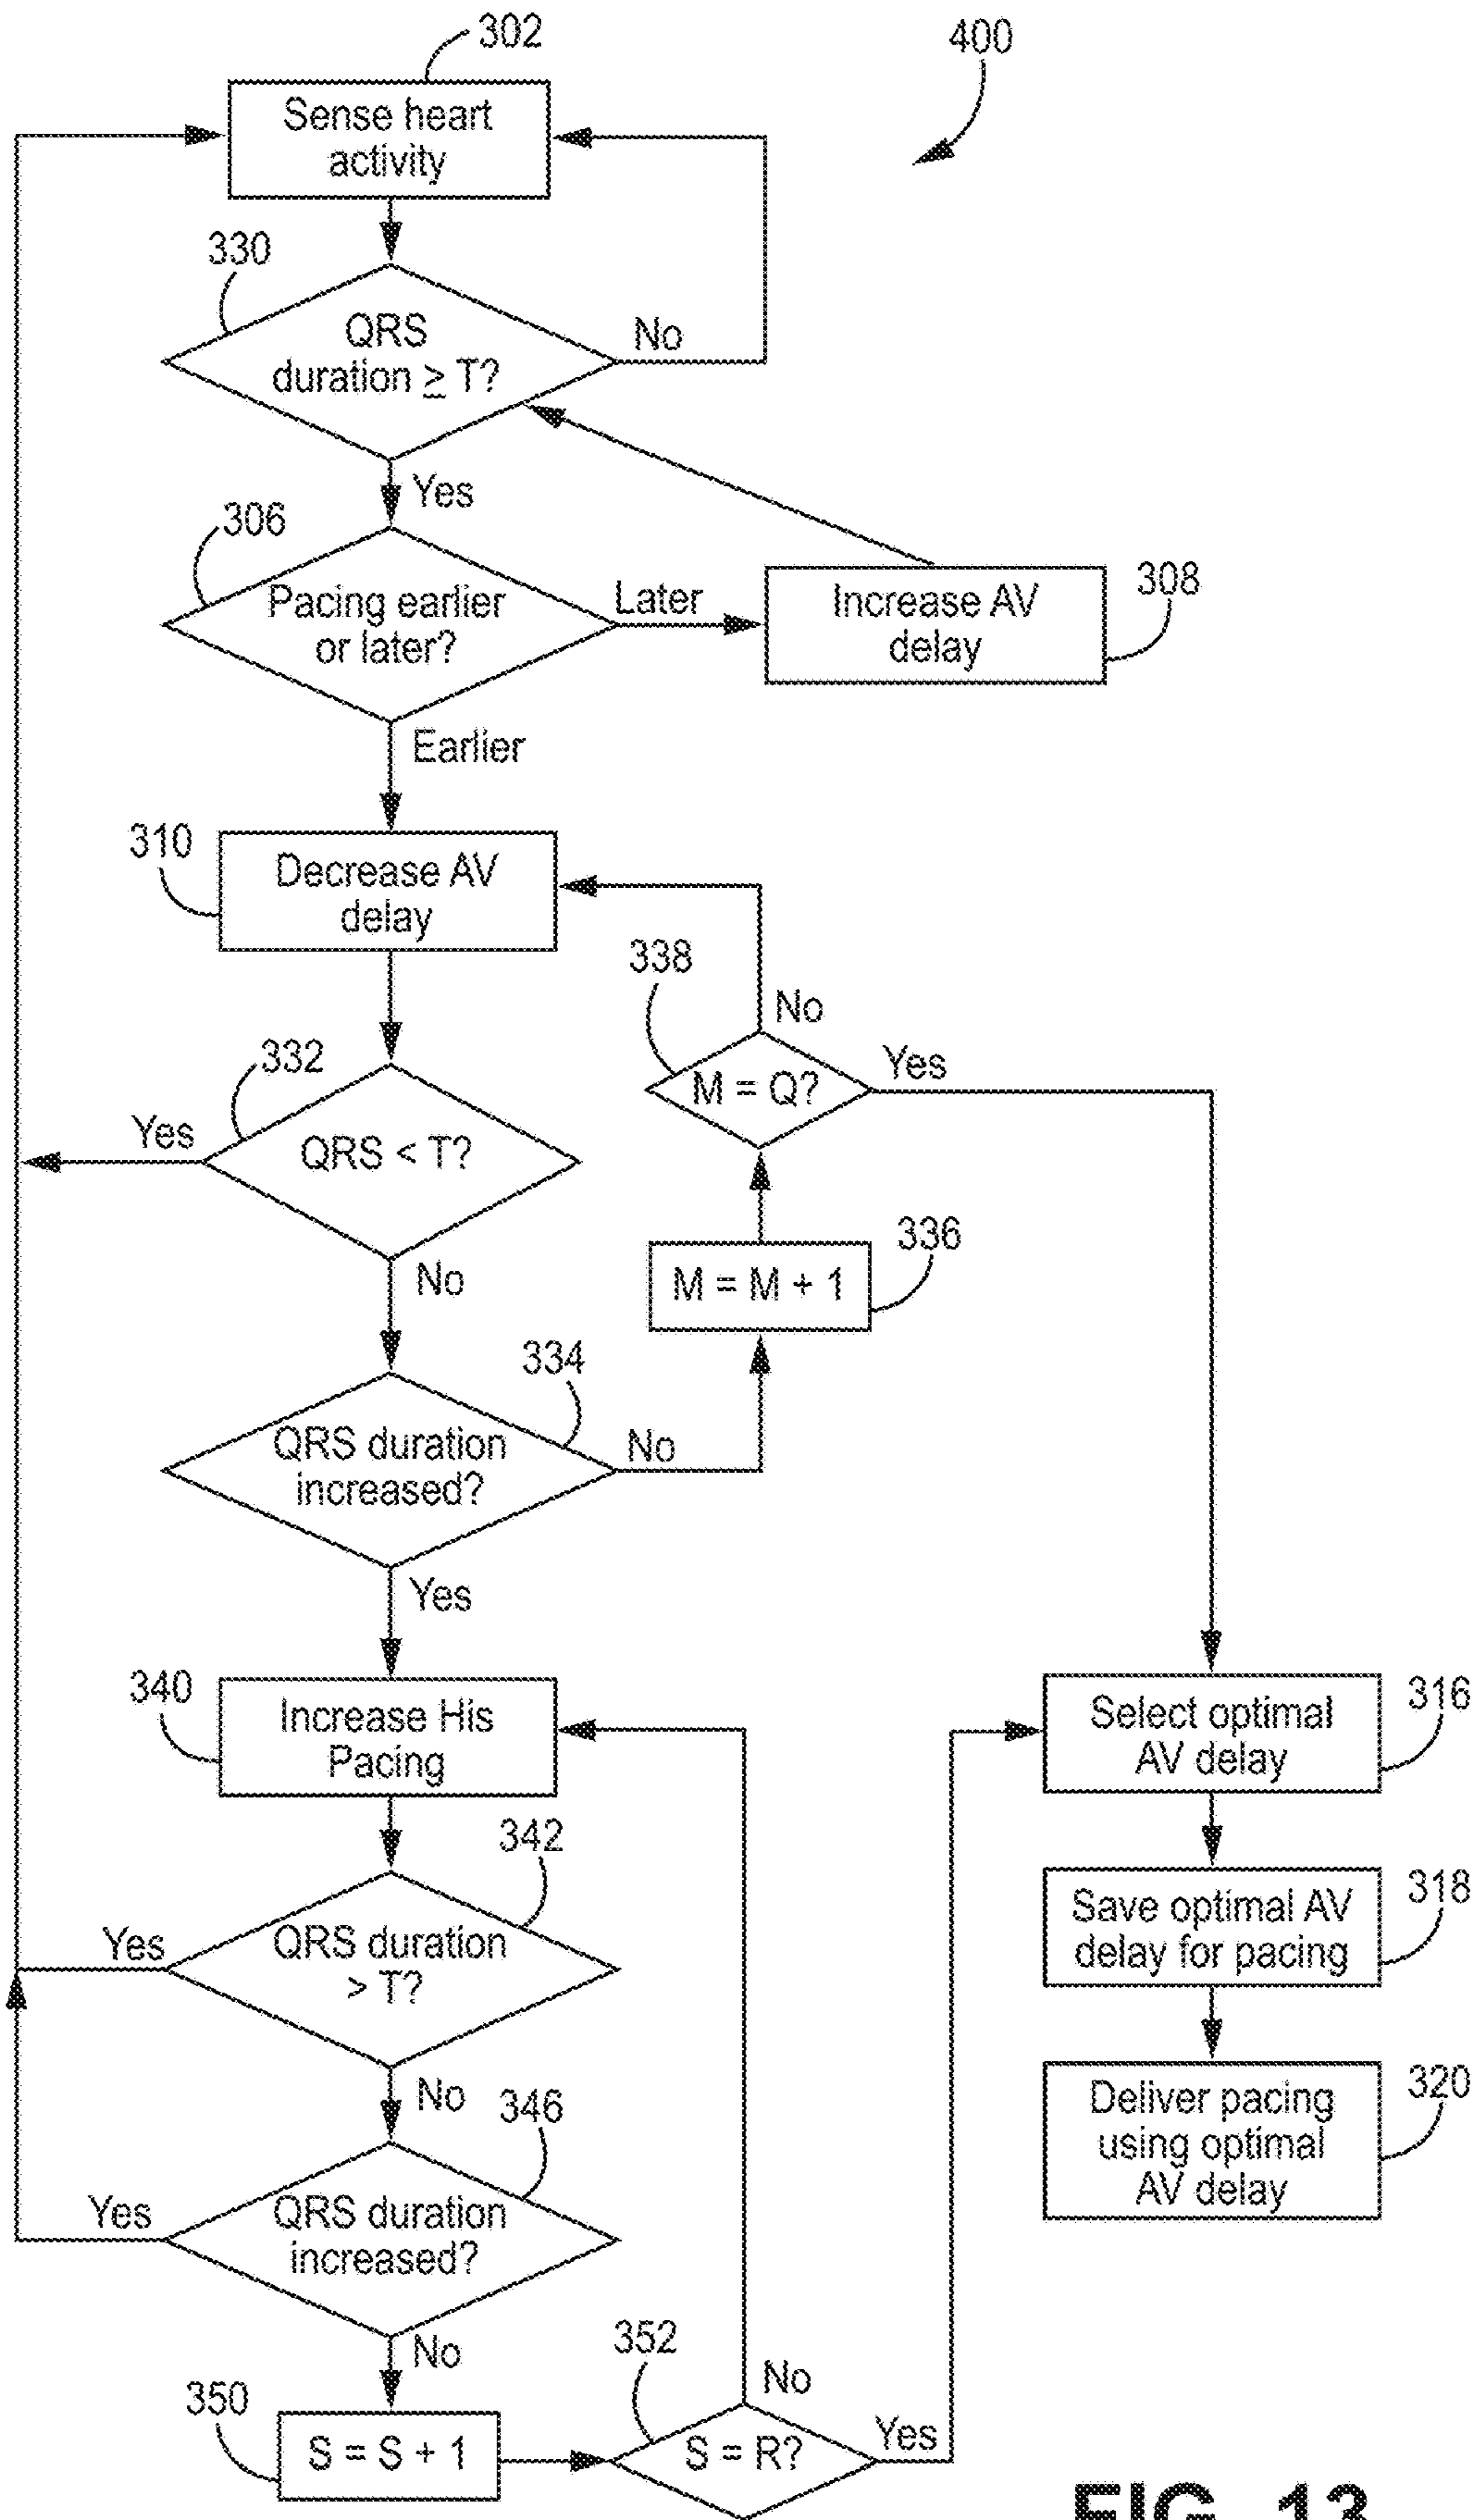 302
400
Sense heart
activity
330
QRS
duration ≥ T?
No
Yes
306
Pacing earlier
or later?
Later
Increase AV
delay
308
Earlier
310
Decrease AV
delay
338
No
M = Q?
Yes
332
Yes
QRS < T?
336
M = M + 1
No
334
QRS duration
increased?
No
Yes
340
Increase His
Pacing
316
Select optimal
AV delay
342
Yes
QRS duration
> T?
318
Save optimal AV
delay for pacing
No
346
320
Deliver pacing
using optimal
AV delay
Yes
QRS duration
increased?
No
352
No
350
S = S + 1
S = R?
Yes
FIG. 13